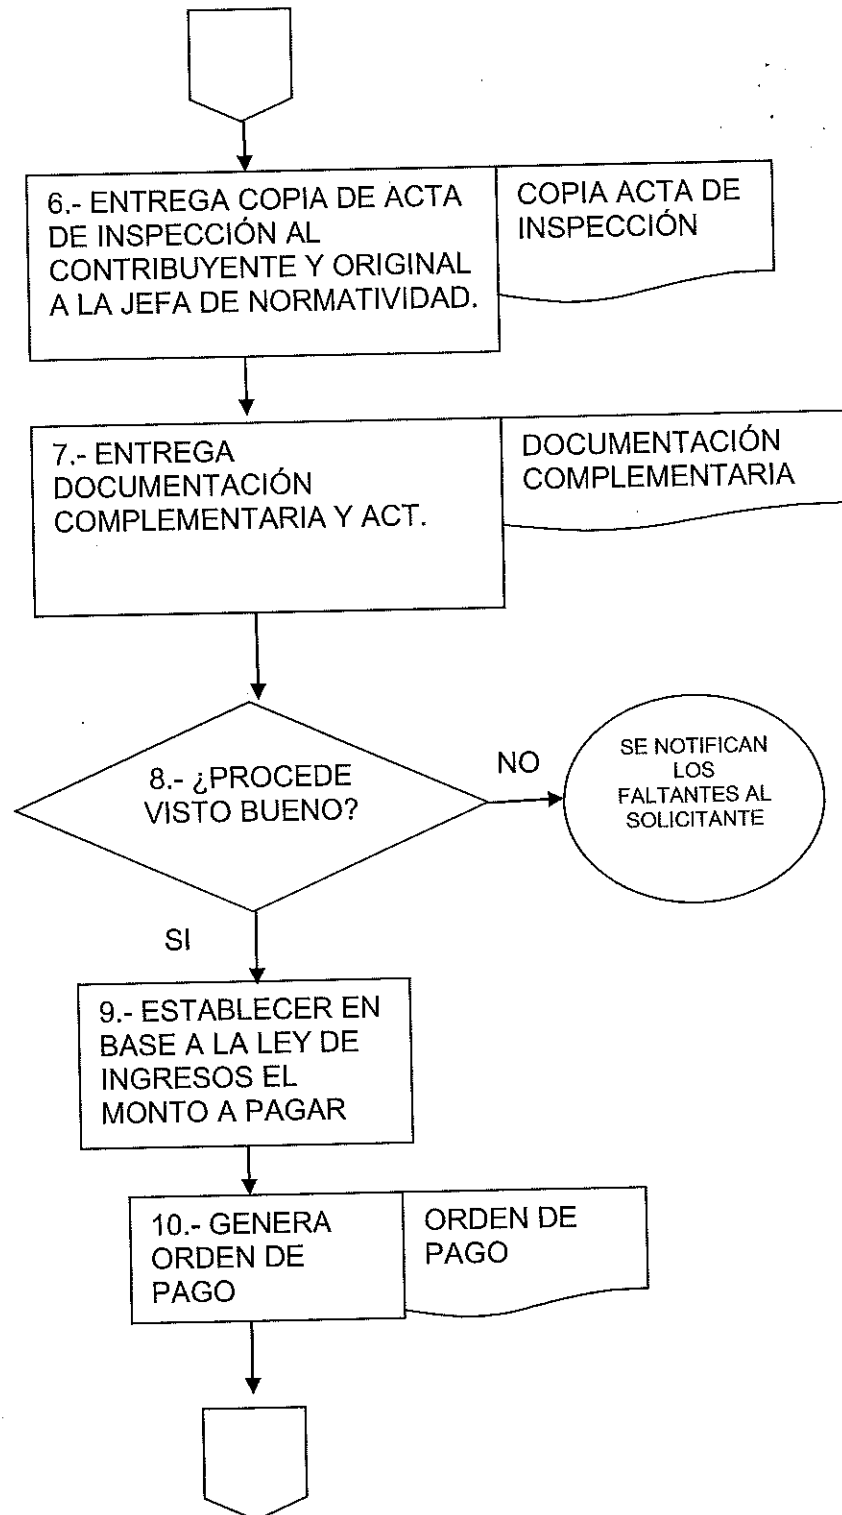 6.- ENTREGA COPIA DE ACTA
DE INSPECCIÓN AL
CONTRIBUYENTE Y ORIGINAL
A LA JEFA DE NORMATIVIDAD.
COPIA ACTA DE
INSPECCIÓN
7.- ENTREGA
DOCUMENTACIÓN
COMPLEMENTARIA Y ACT.
DOCUMENTACIÓN
COMPLEMENTARIA
8.- ¿PROCEDE
VISTO BUENO?
NO
SE NOTIFICAN
LOS
FALTANTES AL
SOLICITANTE
SI
9.- ESTABLECER EN
BASE A LA LEY DE
INGRESOS EL
MONTO A PAGAR
10.- GENERA
ORDEN DE
PAGO
ORDEN DE
PAGO